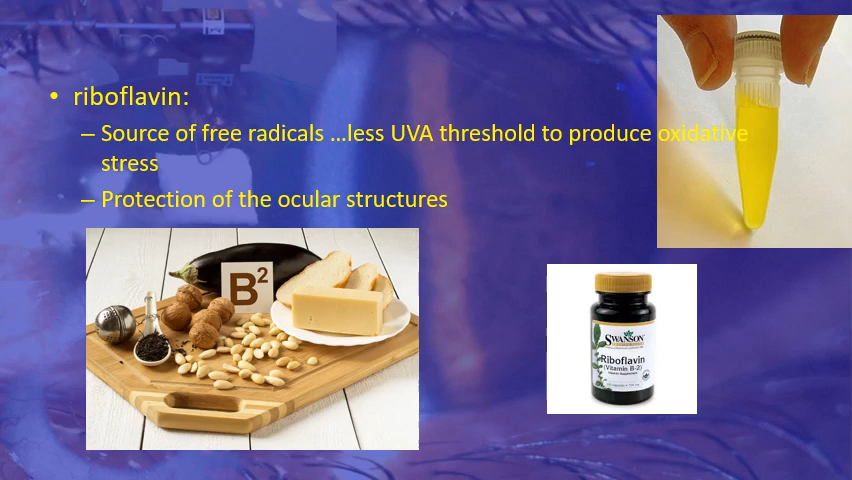 • riboflavin:
– Source of free radicals …less UVA threshold to produce oxidative
stress
– Protection of the ocular structures
B2
SWANSON
Riboflavin
(Vitamin B-2)